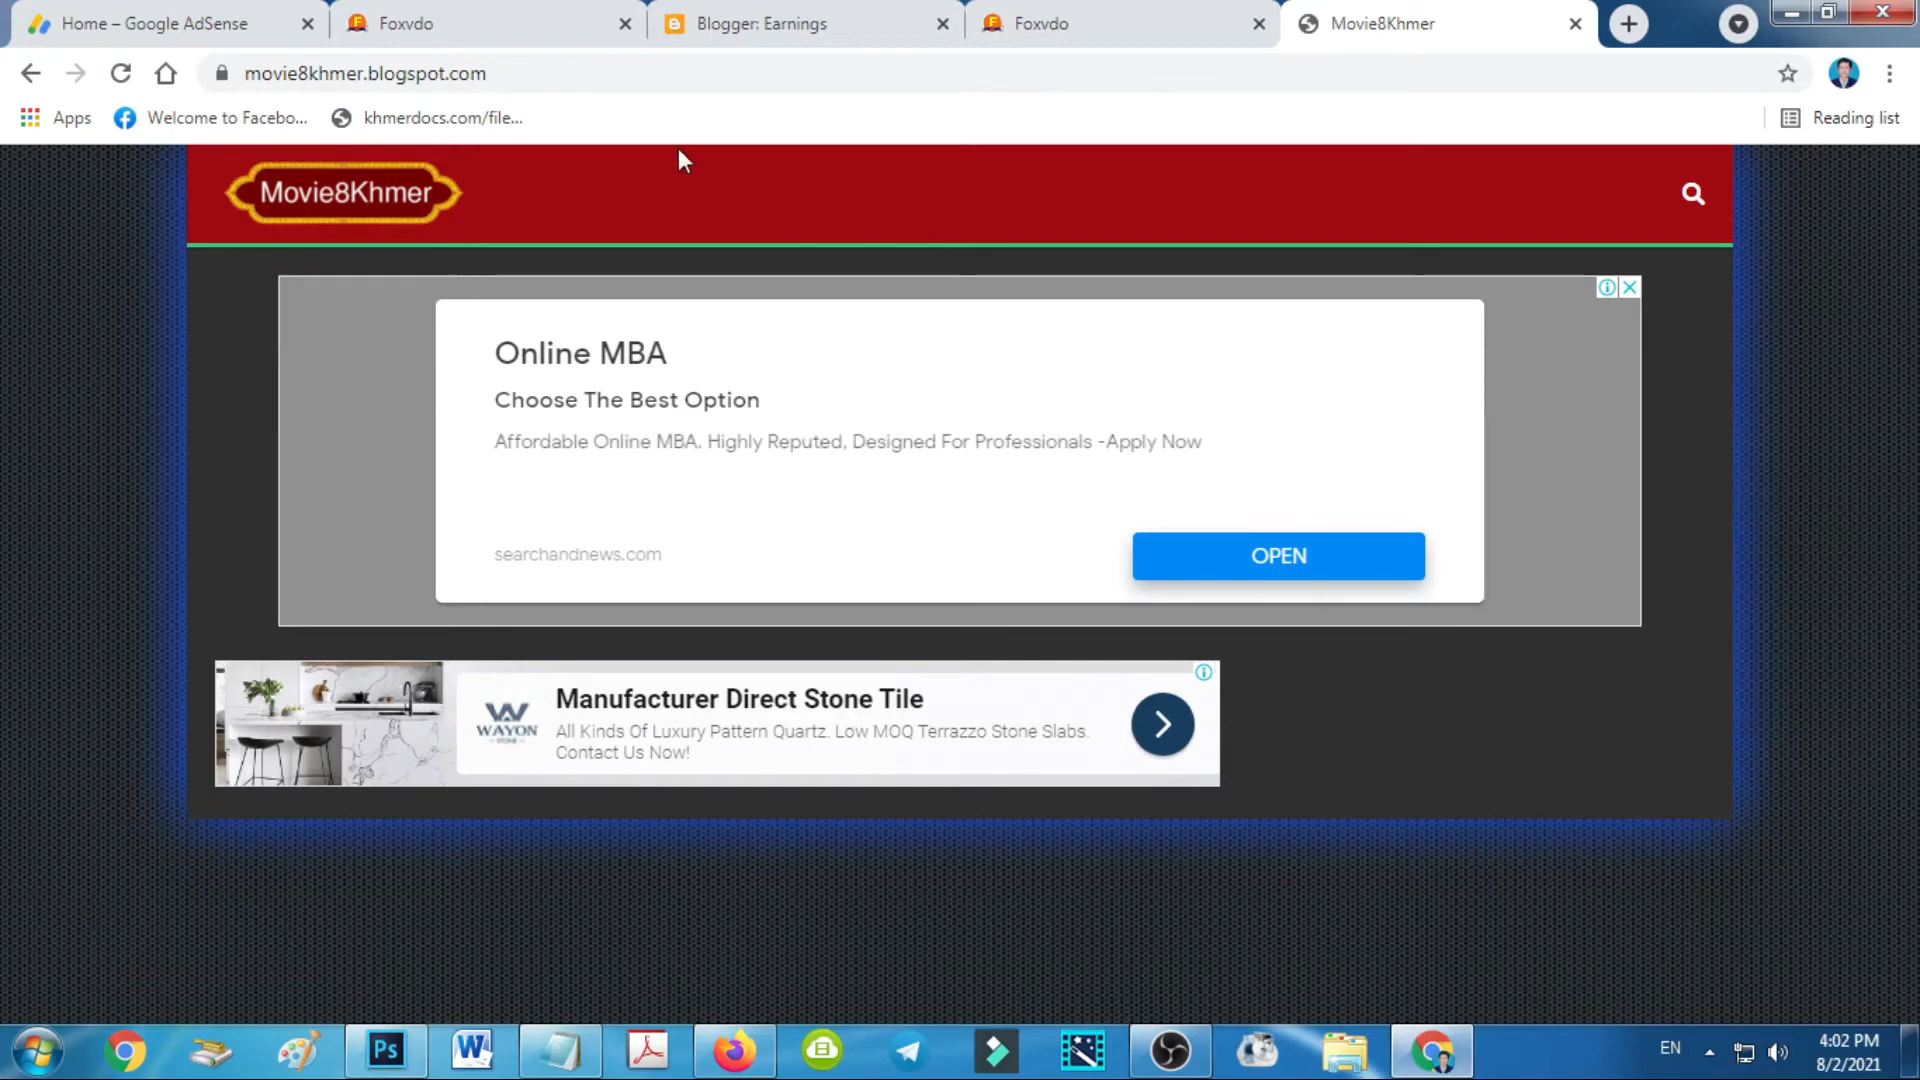 Home – Google AdSense
Foxvdo
Blogger: Earnings
Foxvdo
Movie8Khmer
movie8khmer.blogspot.com
Apps
Welcome to Facebo...
khmerdocs.com/file...
Reading list
Movie8Khmer
Online MBA
Choose The Best Option
Affordable Online MBA. Highly Reputed, Designed For Professionals -Apply Now
searchandnews.com
OPEN
WAYON
STONE
Manufacturer Direct Stone Tile
All Kinds Of Luxury Pattern Quartz. Low MOQ Terrazzo Stone Slabs.
Contact Us Now!
Ps
W
EN
4:02 PM
8/2/2021